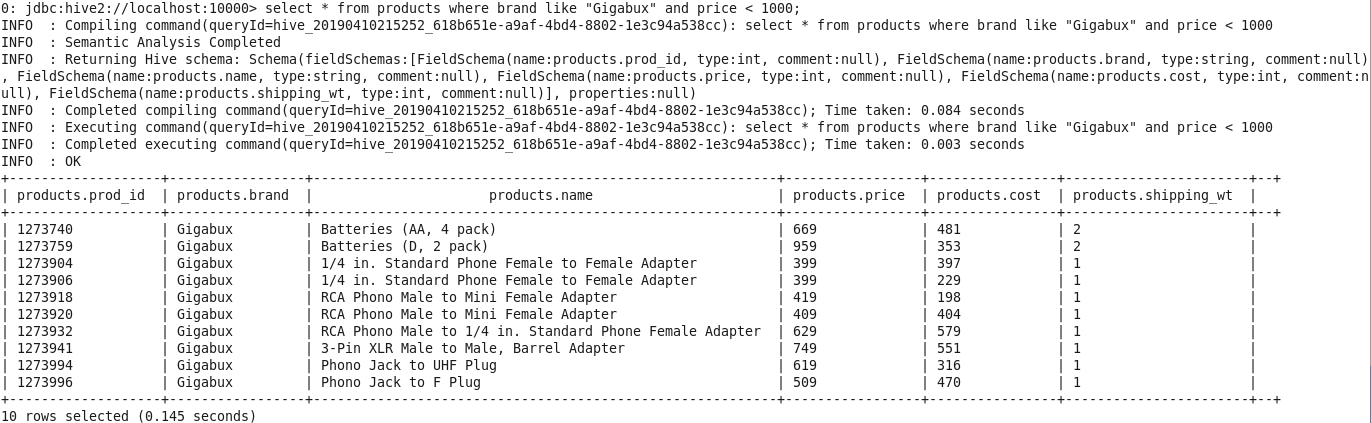 0: jdbc:hive2://localhost:10000> select * from products where brand like "Gigabux" and price < 1000;
INFO  : Compiling command(queryId=hive_20190410215252_618b651e-a9af-4bd4-8802-1e3c94a538cc): select * from products where brand like "Gigabux" and price < 1000
INFO  : Semantic Analysis Completed
INFO  : Returning Hive schema: Schema(fieldSchemas:[FieldSchema(name:products.prod_id, type:int, comment:null), FieldSchema(name:products.brand, type:string, comment:null)
, FieldSchema(name:products.name, type:string, comment:null), FieldSchema(name:products.price, type:int, comment:null), FieldSchema(name:products.cost, type:int, comment:n
ull), FieldSchema(name:products.shipping_wt, type:int, comment:null)], properties:null)
INFO  : Completed compiling command(queryId=hive_20190410215252_618b651e-a9af-4bd4-8802-1e3c94a538cc); Time taken: 0.084 seconds
INFO  : Executing command(queryId=hive_20190410215252_618b651e-a9af-4bd4-8802-1e3c94a538cc): select * from products where brand like "Gigabux" and price < 1000
INFO  : Completed executing command(queryId=hive_20190410215252_618b651e-a9af-4bd4-8802-1e3c94a538cc); Time taken: 0.003 seconds
INFO  : OK
+-------------------+-----------------+----------------------------------------------------------+-----------------+----------------+-----------------------+--+
| products.prod_id  | products.brand  |                      products.name                       | products.price  | products.cost  | products.shipping_wt  |
+-------------------+-----------------+----------------------------------------------------------+-----------------+----------------+-----------------------+--+
| 1273740           | Gigabux         | Batteries (AA, 4 pack)                                   | 669             | 481            | 2                     |
| 1273759           | Gigabux         | Batteries (D, 2 pack)                                    | 959             | 353            | 2                     |
| 1273904           | Gigabux         | 1/4 in. Standard Phone Female to Female Adapter          | 399             | 397            | 1                     |
| 1273906           | Gigabux         | 1/4 in. Standard Phone Female to Female Adapter          | 399             | 229            | 1                     |
| 1273918           | Gigabux         | RCA Phono Male to Mini Female Adapter                    | 419             | 198            | 1                     |
| 1273920           | Gigabux         | RCA Phono Male to Mini Female Adapter                    | 409             | 404            | 1                     |
| 1273932           | Gigabux         | RCA Phono Male to 1/4 in. Standard Phone Female Adapter  | 629             | 579            | 1                     |
| 1273941           | Gigabux         | 3-Pin XLR Male to Male, Barrel Adapter                   | 749             | 551            | 1                     |
| 1273994           | Gigabux         | Phono Jack to UHF Plug                                   | 619             | 316            | 1                     |
| 1273996           | Gigabux         | Phono Jack to F Plug                                     | 509             | 470            | 1                     |
+-------------------+-----------------+----------------------------------------------------------+-----------------+----------------+-----------------------+--+
10 rows selected (0.145 seconds)